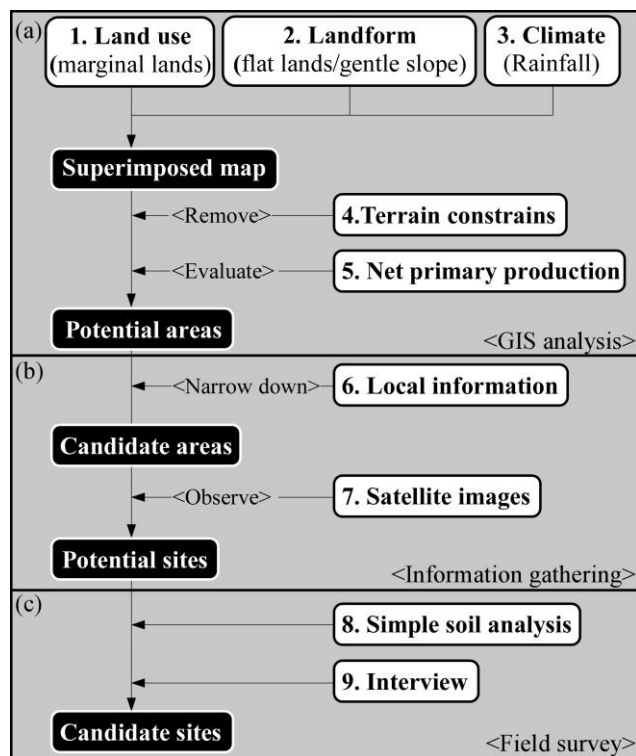 (a)
1. Land use
(marginal lands)
2. Landform
(flat lands/gentle slope)
3. Climate
(Rainfall)
Superimposed map
<Remove>
4.Terrain constrains
<Evaluate>
5. Net primary production
Potential areas
<GIS analysis>
(b)
<Narrow down>
6. Local information
Candidate areas
<Observe>
7. Satellite images
Potential sites
<Information gathering>
(c)
8. Simple soil analysis
9. Interview
Candidate sites
<Field survey>